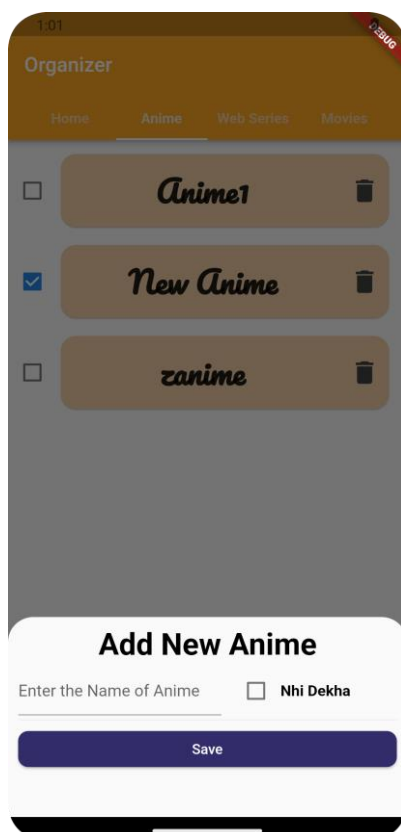 1:01
DEBUG
Organizer
Home Anime Web Series Movies
Anime1
New Anime
zanime
Add New Anime
Enter the Name of Anime Nhi Dekha
Save